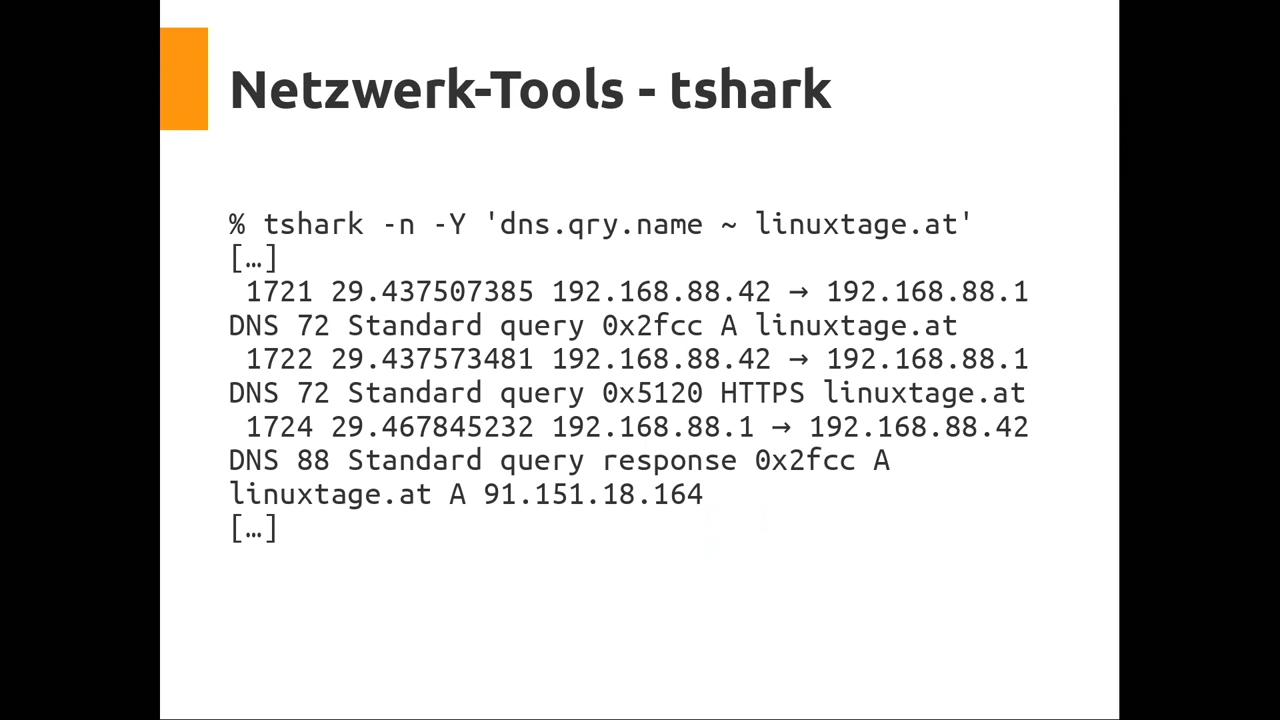 Netzwerk-Tools - tshark
% tshark -n -Y 'dns.qry.name ~ linuxtage.at'
[…]
1721 29.437507385 192.168.88.42 → 192.168.88.1
DNS 72 Standard query 0x2fcc A linuxtage.at
1722 29.437573481 192.168.88.42 → 192.168.88.1
DNS 72 Standard query 0x5120 HTTPS linuxtage.at
1724 29.467845232 192.168.88.1 → 192.168.88.42
DNS 88 Standard query response 0x2fcc A
linuxtage.at A 91.151.18.164
[…]